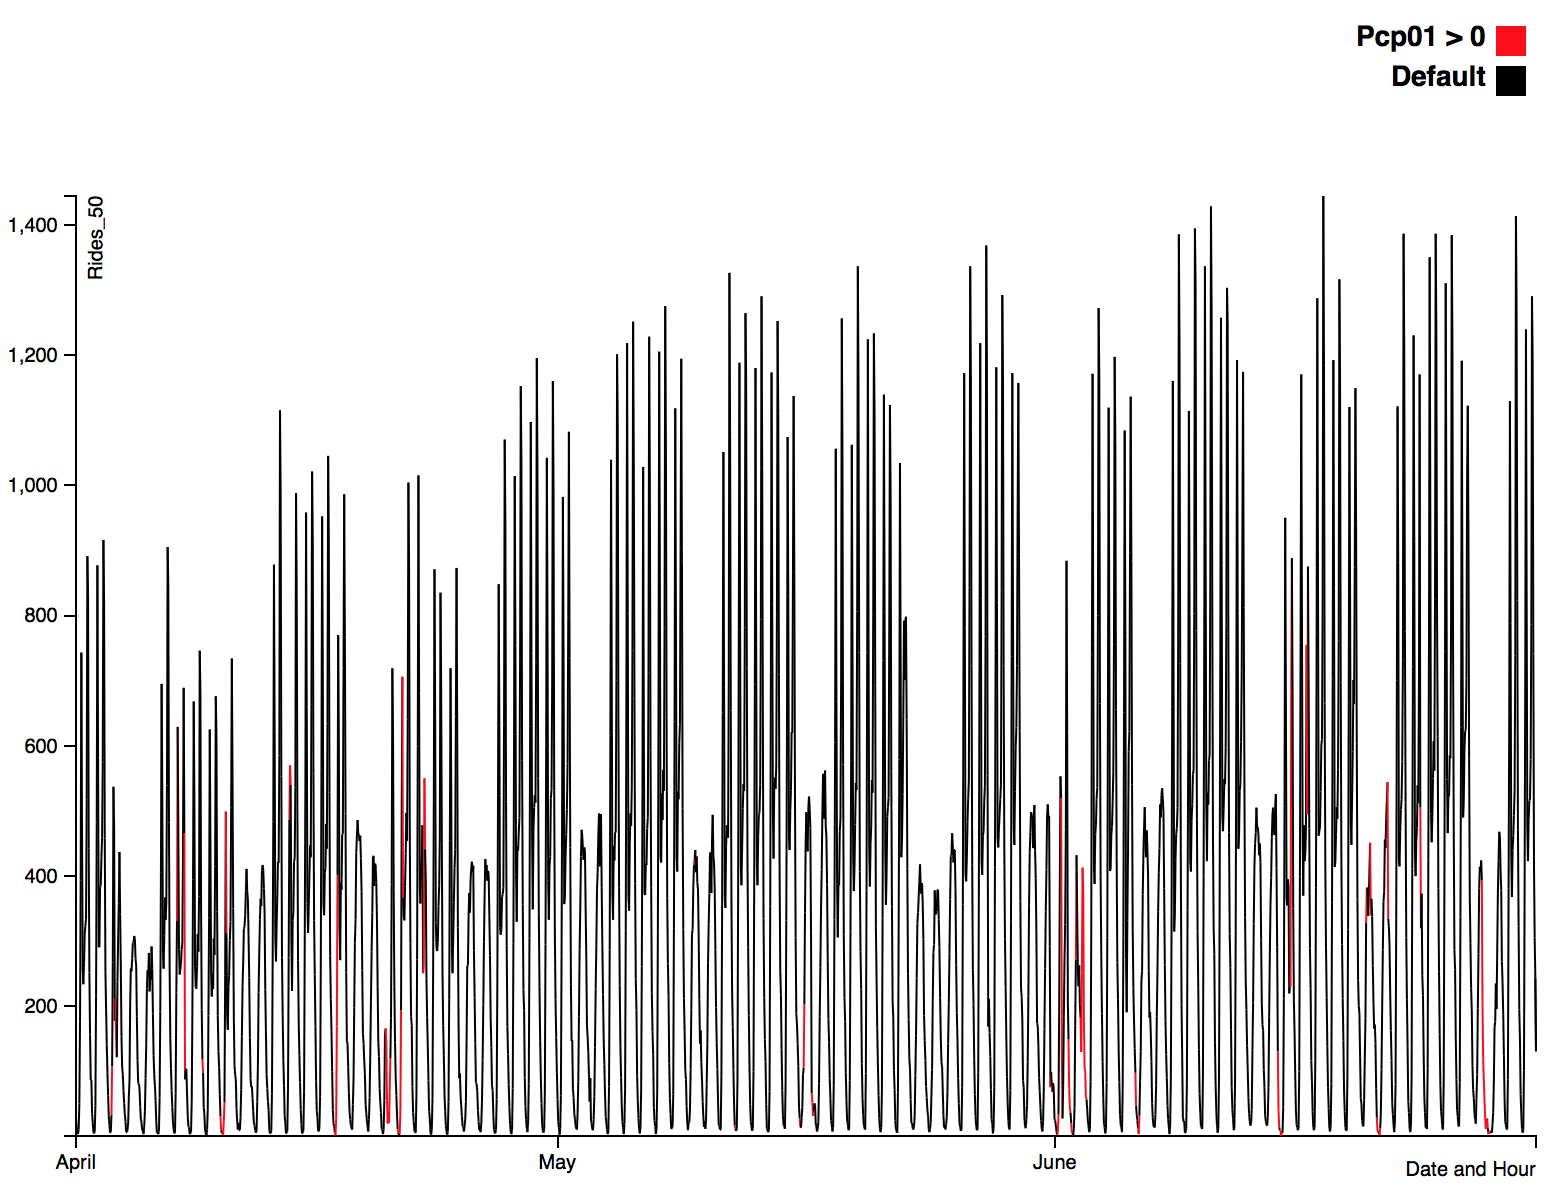 Pcp01 > 0
Default
Rides_50
1,400
1,200
1,000
800
600
400
200
April
May
June
Date and Hour